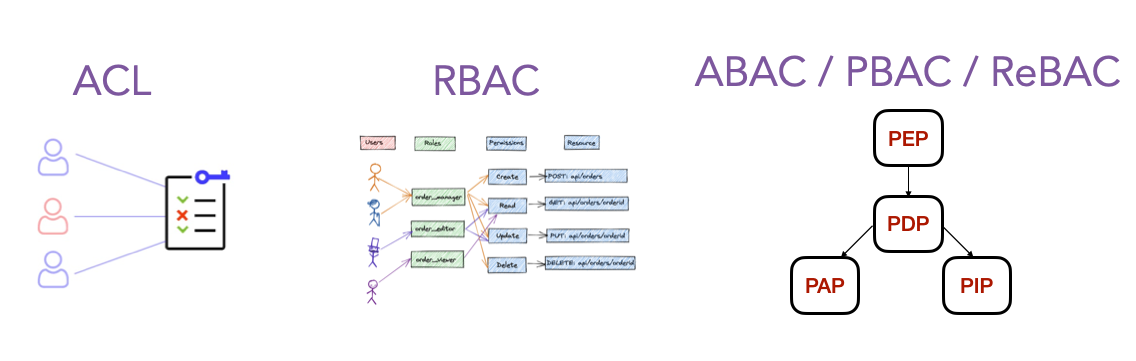 ACL
RBAC
ABAC / PBAC / ReBAC
Users
Roles
Permissions
Resource
Create
POST: api/orders
order_manager
Read
GET: api/orders/orderid
order_editor
Update
PUT: api/orders/orderid
order_viewer
Delete
DELETE: api/orders/orderid
PEP
PDP
PAP
PIP